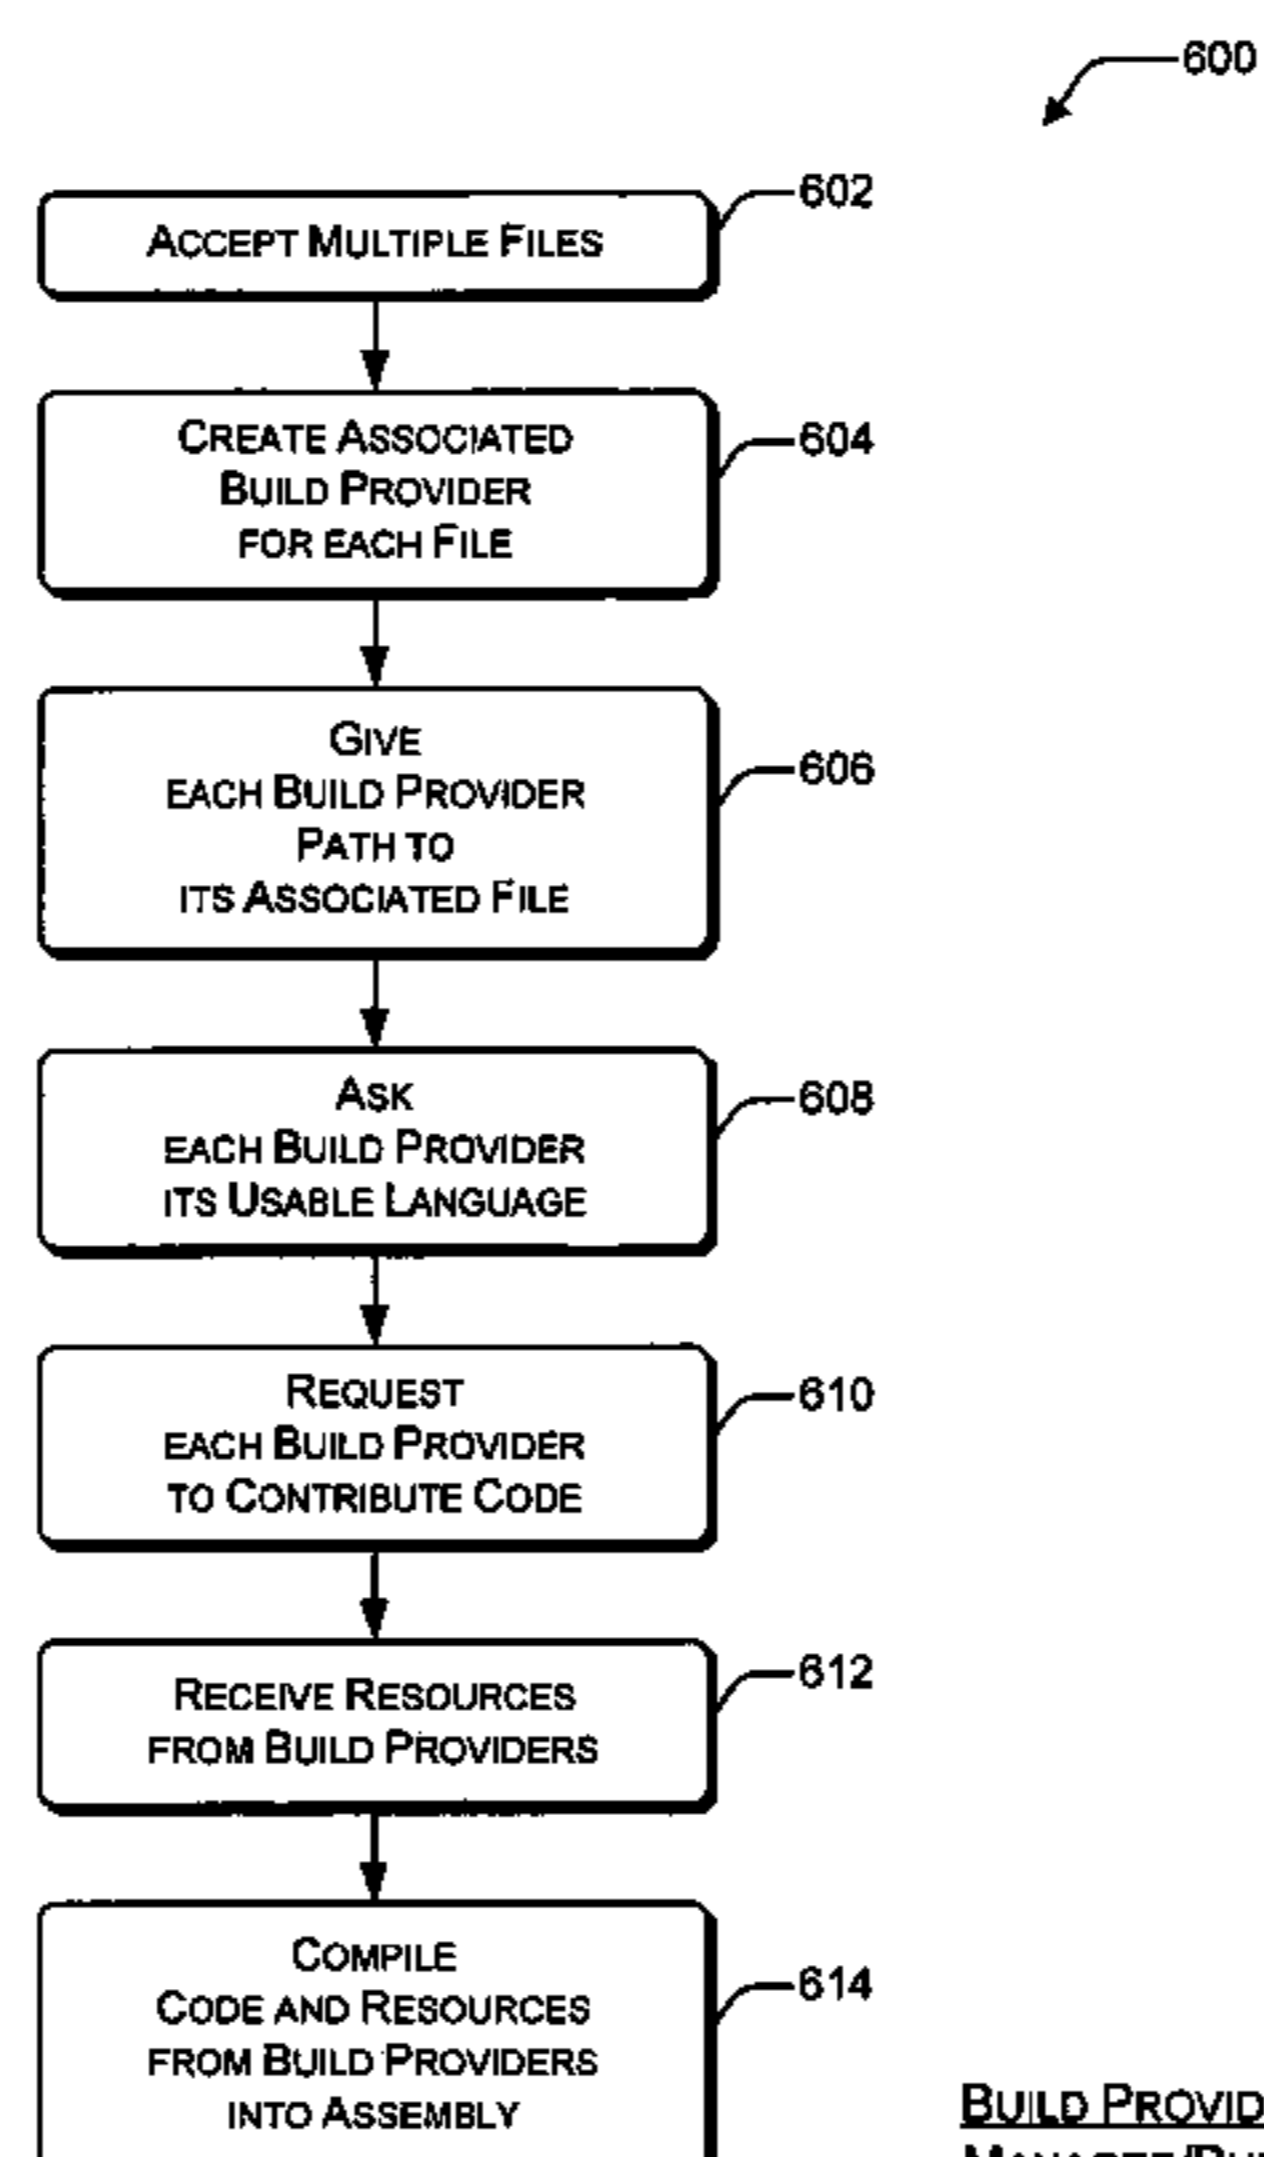 600
602
ACCEPT MULTIPLE FILES
CREATE ASSOCIATED
BUILD PROVIDER
FOR EACH FILE
604
GIVE
EACH BUILD PROVIDER
PATH TO
ITS ASSOCIATED FILE
606
ASK
EACH BUILD PROVIDER
ITS USABLE LANGUAGE
608
REQUEST
EACH BUILD PROVIDER
TO CONTRIBUTE CODE
610
RECEIVE RESOURCES
FROM BUILD PROVIDERS
612
COMPILE
CODE AND RESOURCES
FROM BUILD PROVIDERS
INTO ASSEMBLY
614
BUILD